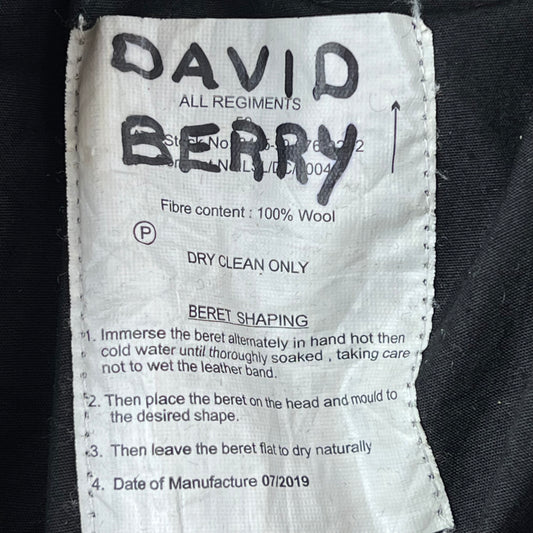 DAVID
ALL REGIMENTS
BERRY
Stock No
Fibre content : 100% Wool
P
DRY CLEAN ONLY
BERET SHAPING
1. Immerse the beret alternately in hand hot then
cold water until thoroughly soaked , taking care
not to wet the leather band.
2. Then place the beret on the head and mould to
the desired shape.
3. Then leave the beret flat to dry naturally
4. Date of Manufacture 07/2019